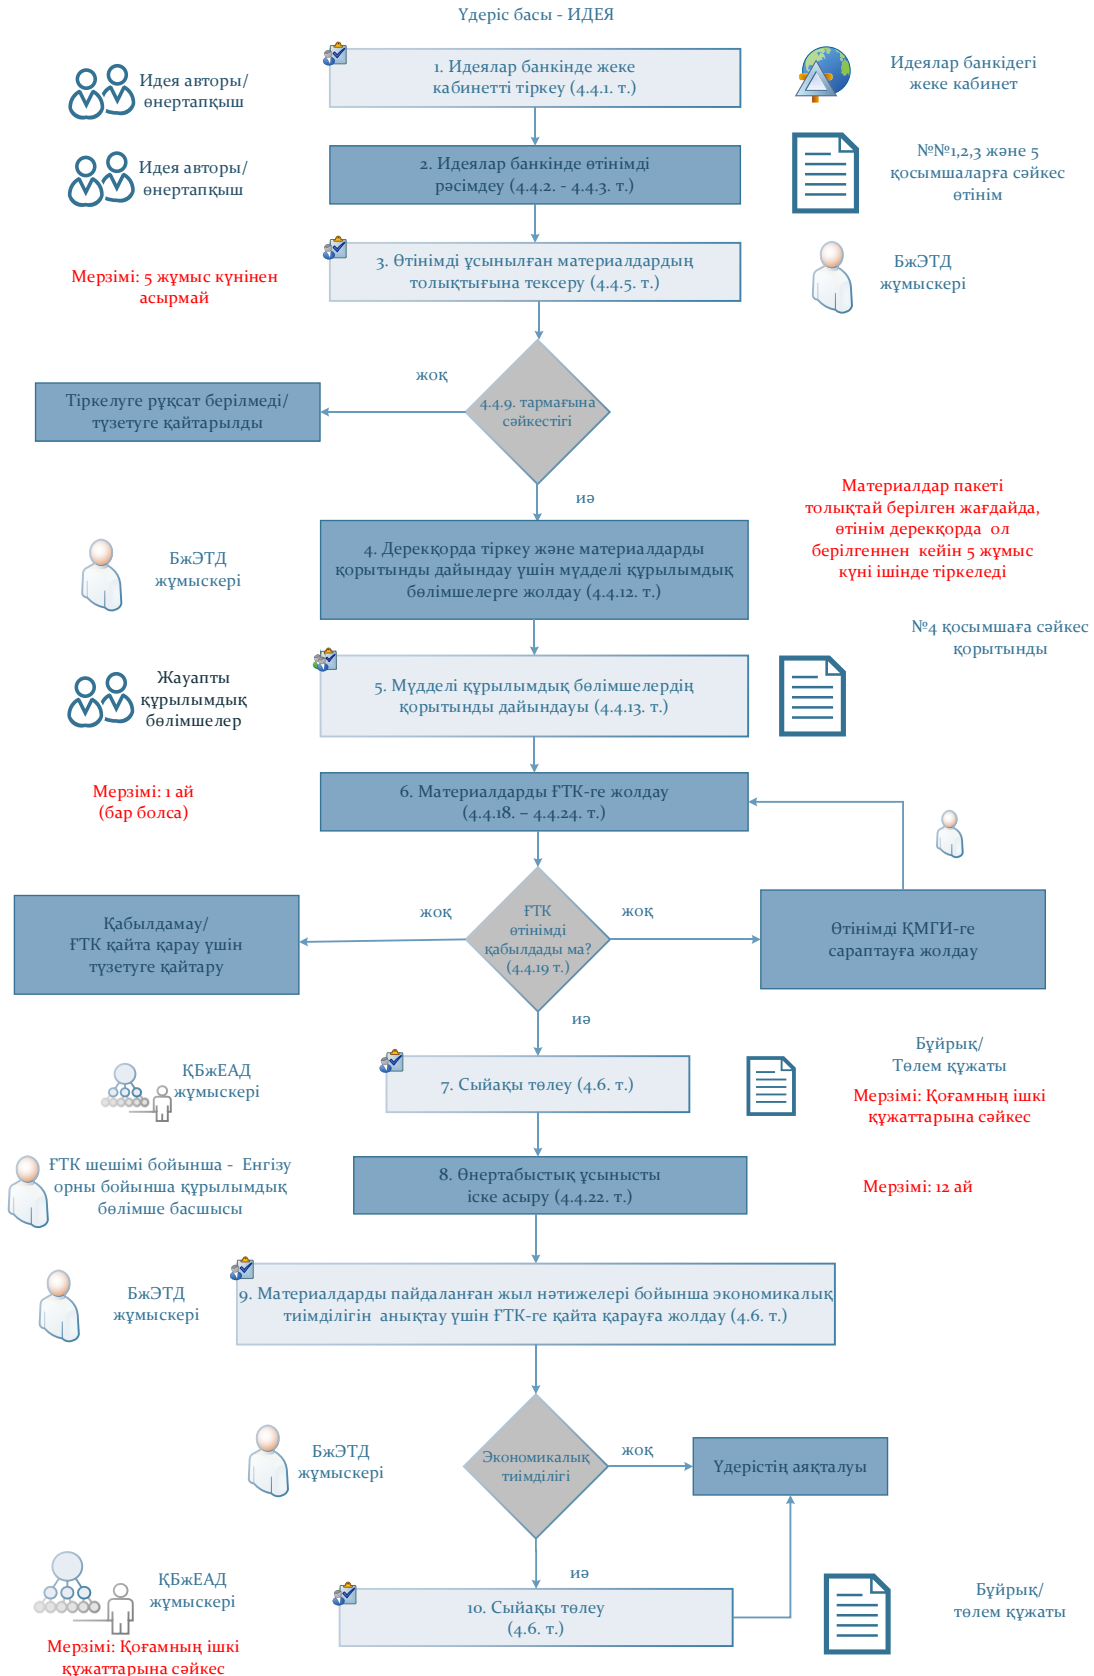 Үдеріс басы - ИДЕЯ
Идея авторы/
өнертапқыш
1. Идеялар банкінде жеке
кабинетті тіркеу (4.4.1. т.)
Идеялар банкідегі
жеке кабинет
Идея авторы/
өнертапқыш
2. Идеялар банкінде өтінімді
рәсімдеу (4.4.2. - 4.4.3. т.)
№№1,2,3 және 5
қосымшаларға сәйкес
өтінім
Мерзімі: 5 жұмыс күнінен
асырмай
3. Өтінімді ұсынылған материалдардың
толықтығына тексеру (4.4.5. т.)
БжЭТД
жұмыскері
жоқ
4.4.9. тармағына
сәйкестігі
Тіркелуге рұқсат берілмеді/
түзетуге қайтарылды
иә
Материалдар пакеті
толықтай берілген жағдайда,
өтінім дерекқорда ол
берілгеннен кейін 5 жұмыс
күні ішінде тіркеледі
БжЭТД
жұмыскері
4. Дерекқорда тіркеу және материалдарды
қорытынды дайындау үшін мүдделі құрылымдық
бөлімшелерге жолдау (4.4.12. т.)
№4 қосымшаға сәйкес
қорытынды
Жауапты
құрылымдық
бөлімшелер
5. Мүдделі құрылымдық бөлімшелердің
қорытынды дайындауы (4.4.13. т.)
Мерзімі: 1 ай
(бар болса)
6. Материалдарды ҒТК-ге жолдау
(4.4.18. – 4.4.24. т.)
жоқ
ҒТК
өтінімді
қабылдады ма?
(4.4.19 т.)
жоқ
Қабылдамау/
ҒТК қайта қарау үшін
түзетуге қайтару
Өтінімді ҚМГИ-ге
сараптауға жолдау
иә
ҚБжЕАД
жұмыскері
7. Сыйақы төлеу (4.6. т.)
Бұйрық/
Төлем құжаты
Мерзімі: Қоғамның ішкі
құжаттарына сәйкес
ҒТК шешімі бойынша - Енгізу
орны бойынша құрылымдық
бөлімше басшысы
8. Өнертабыстық ұсынысты
іске асыру (4.4.22. т.)
Мерзімі: 12 ай
БжЭТД
жұмыскері
9. Материалдарды пайдаланған жыл нәтижелері бойынша экономикалық
тиімділігін анықтау үшін ҒТК-ге қайта қарауға жолдау (4.6. т.)
БжЭТД
жұмыскері
Экономикалық
тиімділігі
жоқ
Үдерістің аяқталуы
иә
ҚБжЕАД
жұмыскері
Мерзімі: Қоғамның ішкі
құжаттарына сәйкес
10. Сыйақы төлеу
(4.6. т.)
Бұйрық/
төлем құжаты